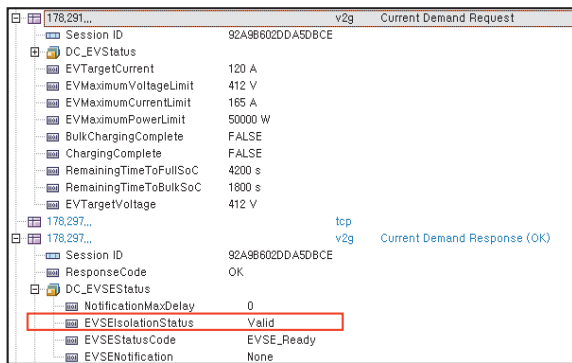 178,291... v2g Current Demand Request
Session ID 92A9B602DDA5DBCE
DC_EVStatus
EVTargetCurrent 120 A
EVMaximumVoltageLimit 412 V
EVMaximumCurrentLimit 165 A
EVMaximumPowerLimit 50000 W
BulkChargingComplete FALSE
ChargingComplete FALSE
RemainingTimeToFullSoC 4200 s
RemainingTimeToBulkSoC 1800 s
EVTargetVoltage 412 V
178,297... tcp
178,297... v2g Current Demand Response (OK)
Session ID 92A9B602DDA5DBCE
ResponseCode OK
DC_EVSEStatus
NotificationMaxDelay 0
EVSEIsolationStatus Valid
EVSEStatusCode EVSE_Ready
EVSENotification None